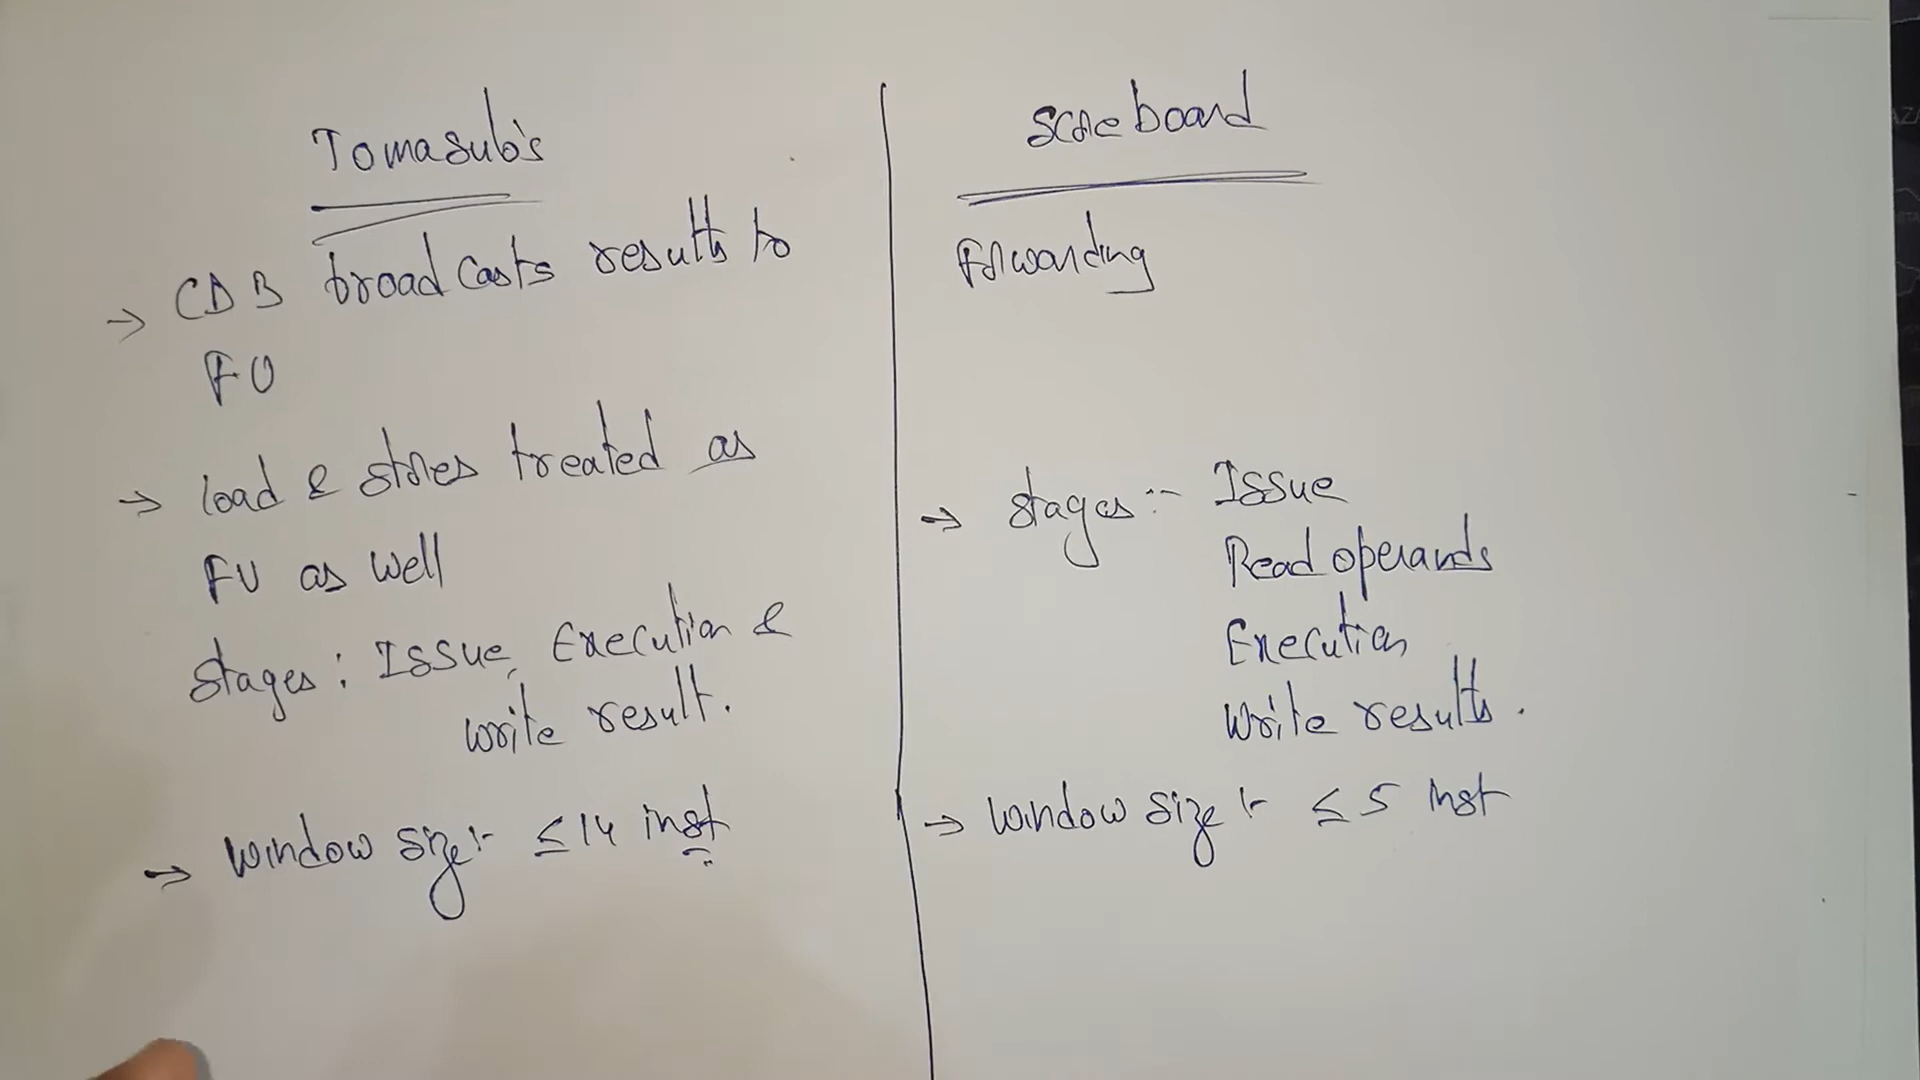 Tomasulo's
→ CDB broadcasts results to
FU
→ load & stores treated as
FU as well
stages : Issue, Execution &
write result.
→ window size :- ≤ 14 inst
Scoreboard
Forwarding
→ stages :- Issue
Read operands
Execution
Write results.
→ window size :- ≤ 5 inst